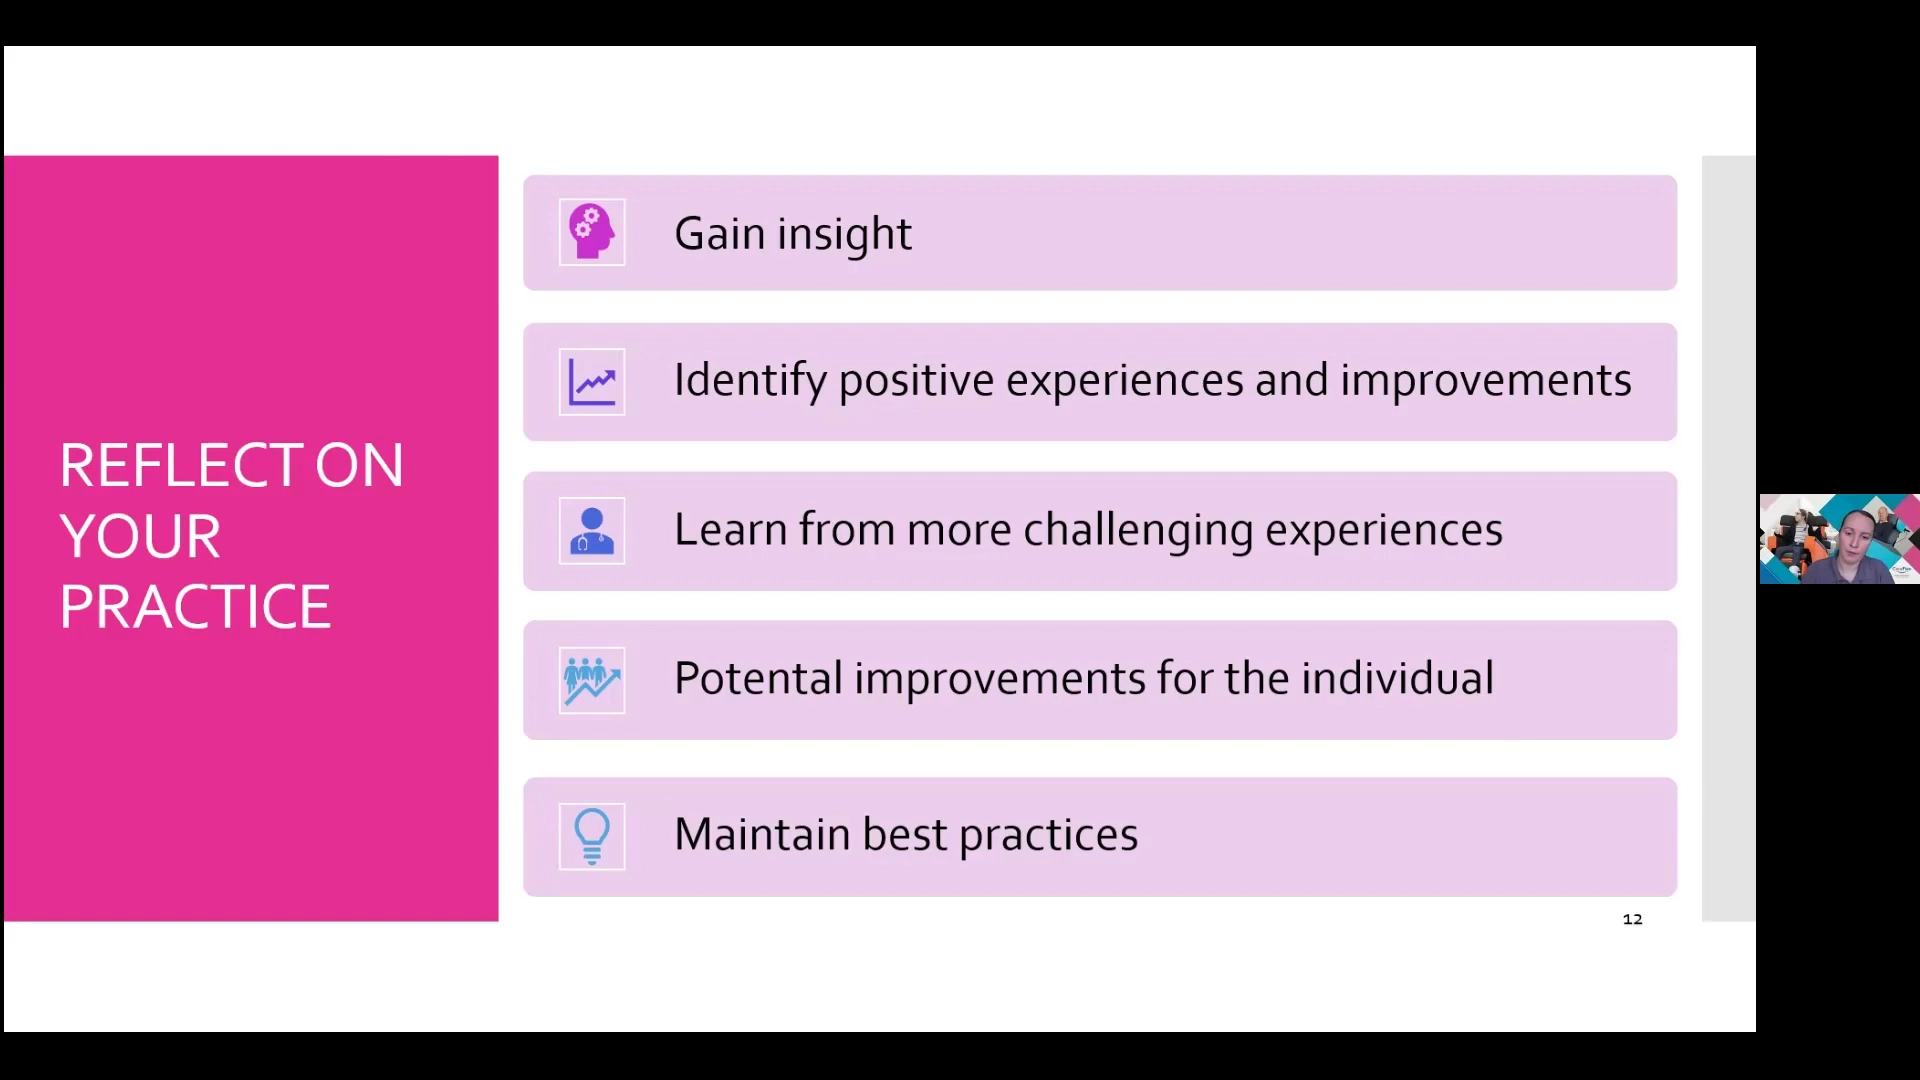 REFLECT ON
YOUR
PRACTICE
Gain insight
Identify positive experiences and improvements
Learn from more challenging experiences
Potental improvements for the individual
Maintain best practices
12